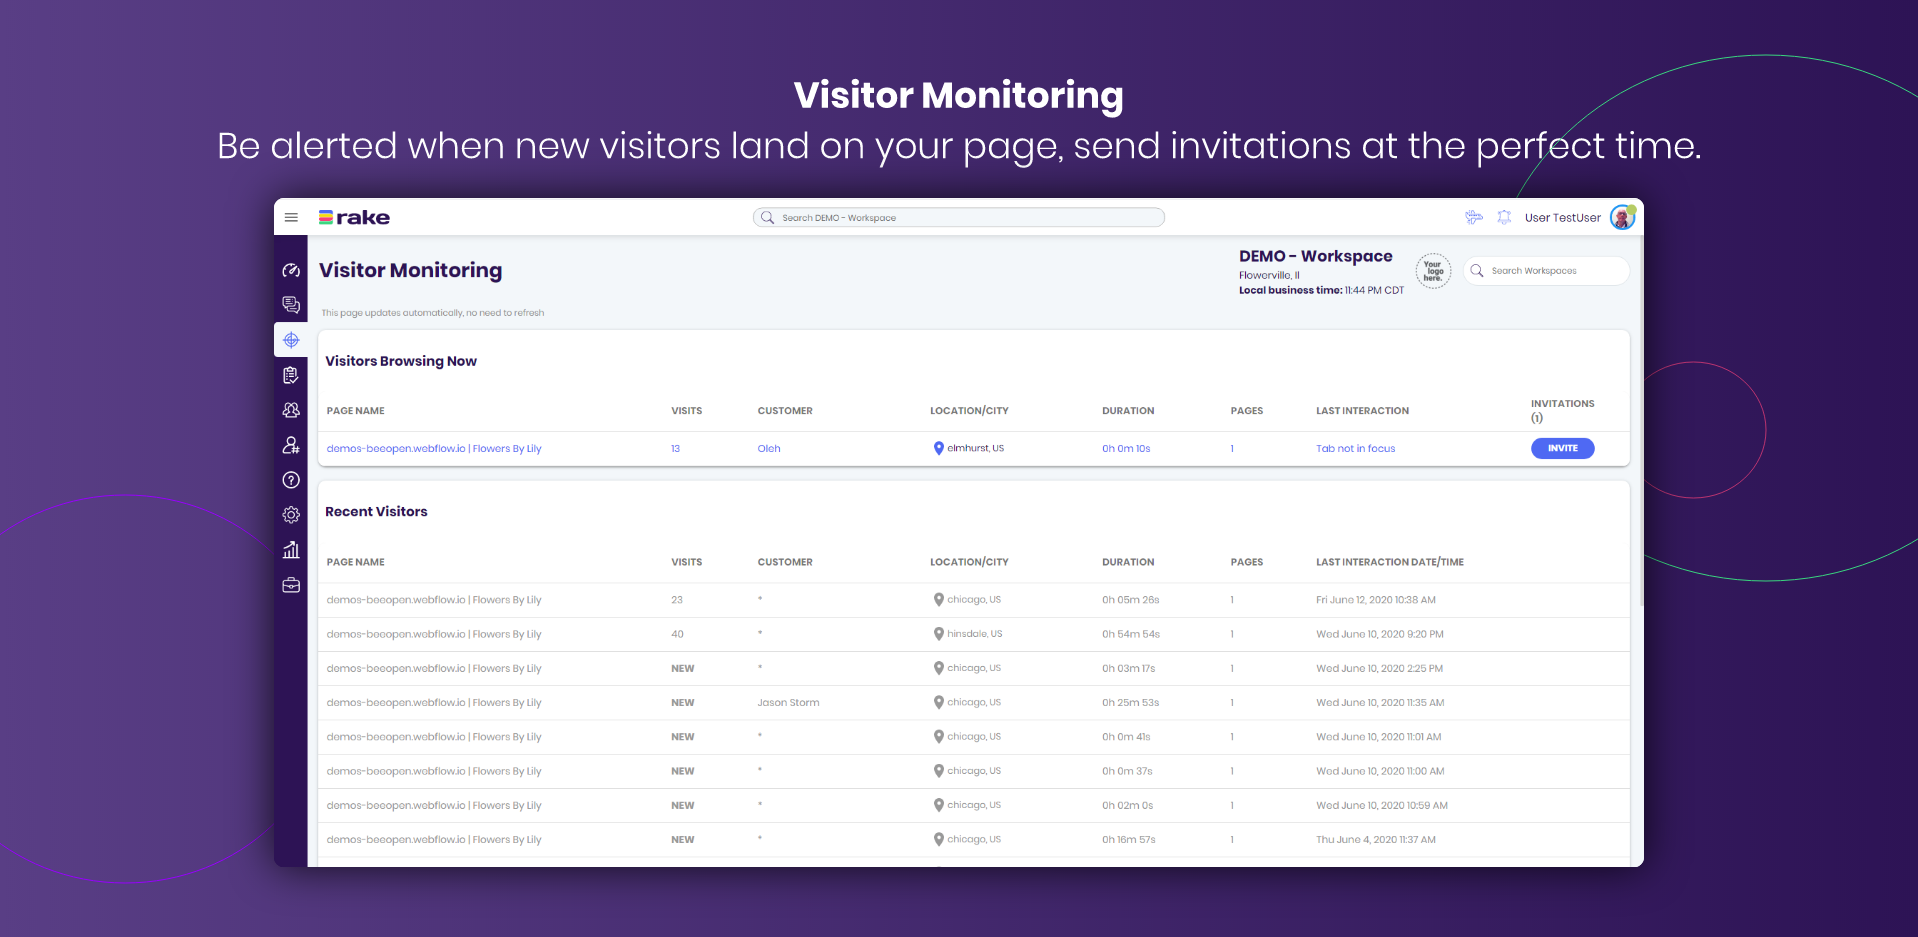 Visitor Monitoring
Be alerted when new visitors land on your page, send invitations at the perfect time.
rake
Search DEMO - Workspace
User TestUser
Visitor Monitoring
DEMO - Workspace
Flowerville, Il
Local business time: 11:44 PM CDT
Your
logo
here.
Search Workspaces
This page updates automatically, no need to refresh
Visitors Browsing Now
PAGE NAME VISITS CUSTOMER LOCATION/CITY DURATION PAGES LAST INTERACTION INVITATIONS (1)
demos-beeopen.webflow.io | Flowers By Lily 13 Oleh elmhurst, US 0h 0m 10s 1 Tab not in focus INVITE
Recent Visitors
PAGE NAME VISITS CUSTOMER LOCATION/CITY DURATION PAGES LAST INTERACTION DATE/TIME
demos-beeopen.webflow.io | Flowers By Lily 23 * chicago, US 0h 05m 26s 1 Fri June 12, 2020 10:38 AM
demos-beeopen.webflow.io | Flowers By Lily 40 * hinsdale, US 0h 54m 54s 1 Wed June 10, 2020 9:20 PM
demos-beeopen.webflow.io | Flowers By Lily NEW * chicago, US 0h 03m 17s 1 Wed June 10, 2020 2:25 PM
demos-beeopen.webflow.io | Flowers By Lily NEW Jason Storm chicago, US 0h 25m 53s 1 Wed June 10, 2020 11:35 AM
demos-beeopen.webflow.io | Flowers By Lily NEW * chicago, US 0h 0m 41s 1 Wed June 10, 2020 11:01 AM
demos-beeopen.webflow.io | Flowers By Lily NEW * chicago, US 0h 0m 37s 1 Wed June 10, 2020 11:00 AM
demos-beeopen.webflow.io | Flowers By Lily NEW * chicago, US 0h 02m 0s 1 Wed June 10, 2020 10:59 AM
demos-beeopen.webflow.io | Flowers By Lily NEW * chicago, US 0h 16m 57s 1 Thu June 4, 2020 11:37 AM